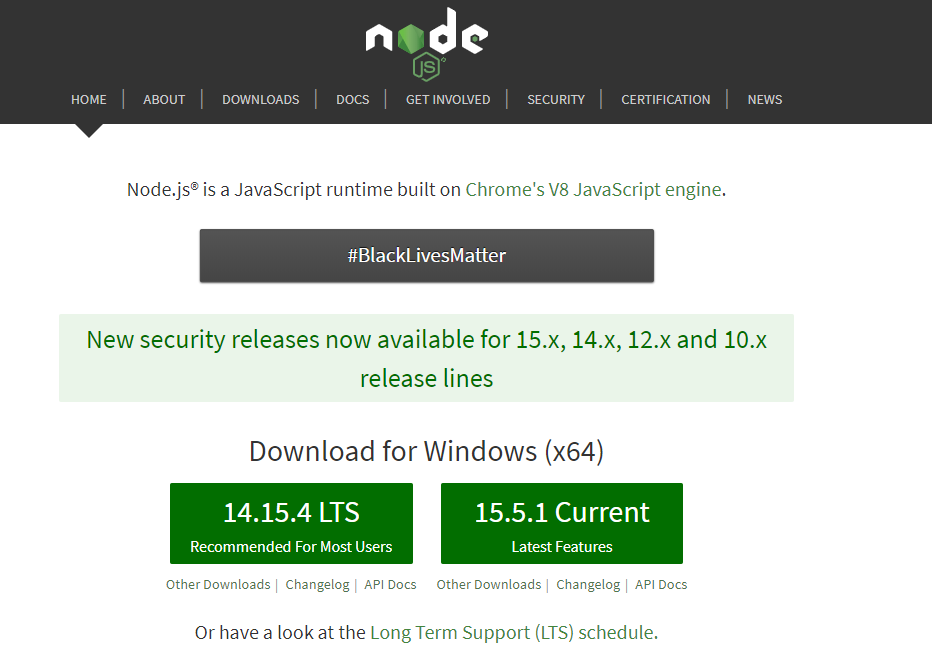 node
JS
HOME | ABOUT | DOWNLOADS | DOCS | GET INVOLVED | SECURITY | CERTIFICATION | NEWS
Node.js® is a JavaScript runtime built on Chrome's V8 JavaScript engine.
#BlackLivesMatter
New security releases now available for 15.x, 14.x, 12.x and 10.x
release lines
Download for Windows (x64)
14.15.4 LTS 15.5.1 Current
Recommended For Most Users Latest Features
Other Downloads | Changelog | API Docs Other Downloads | Changelog | API Docs
Or have a look at the Long Term Support (LTS) schedule.